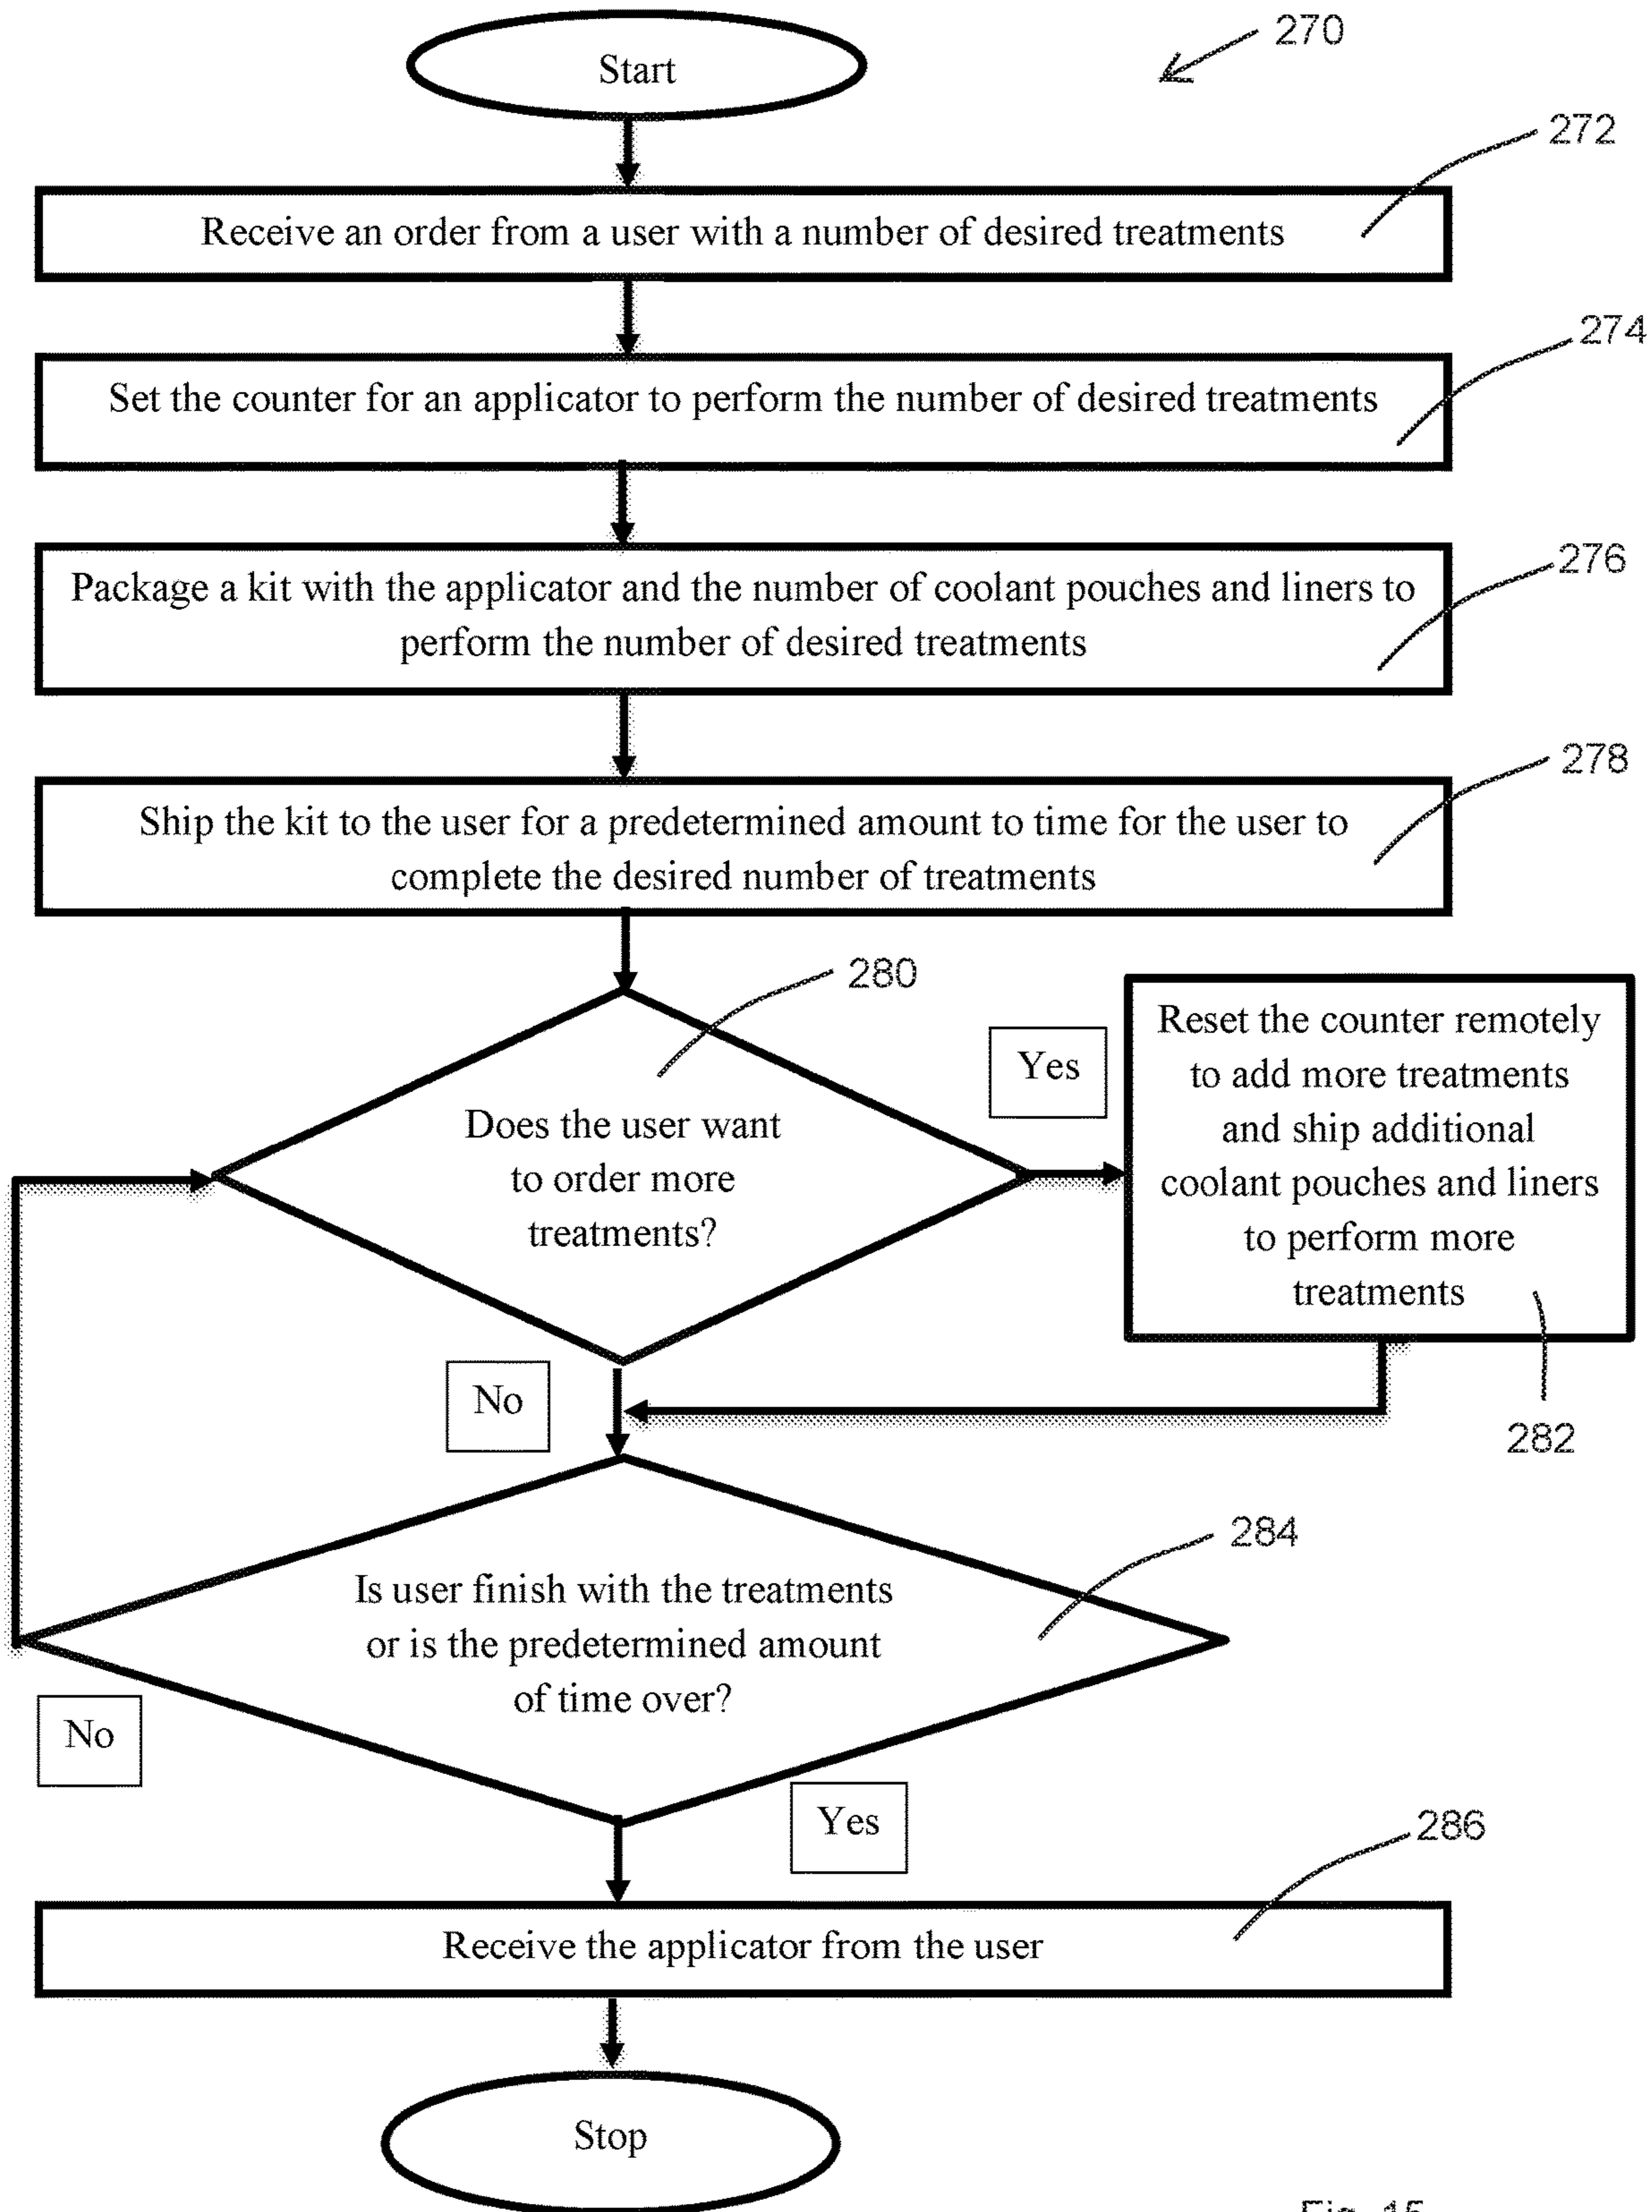 Start
270
272
Receive an order from a user with a number of desired treatments
274
Set the counter for an applicator to perform the number of desired treatments
276
Package a kit with the applicator and the number of coolant pouches and liners to
perform the number of desired treatments
278
Ship the kit to the user for a predetermined amount to time for the user to
complete the desired number of treatments
280
Does the user want
to order more
treatments?
Yes
Reset the counter remotely
to add more treatments
and ship additional
coolant pouches and liners
to perform more
treatments
282
No
284
Is user finish with the treatments
or is the predetermined amount
of time over?
No
Yes
286
Receive the applicator from the user
Stop
Fig. 15